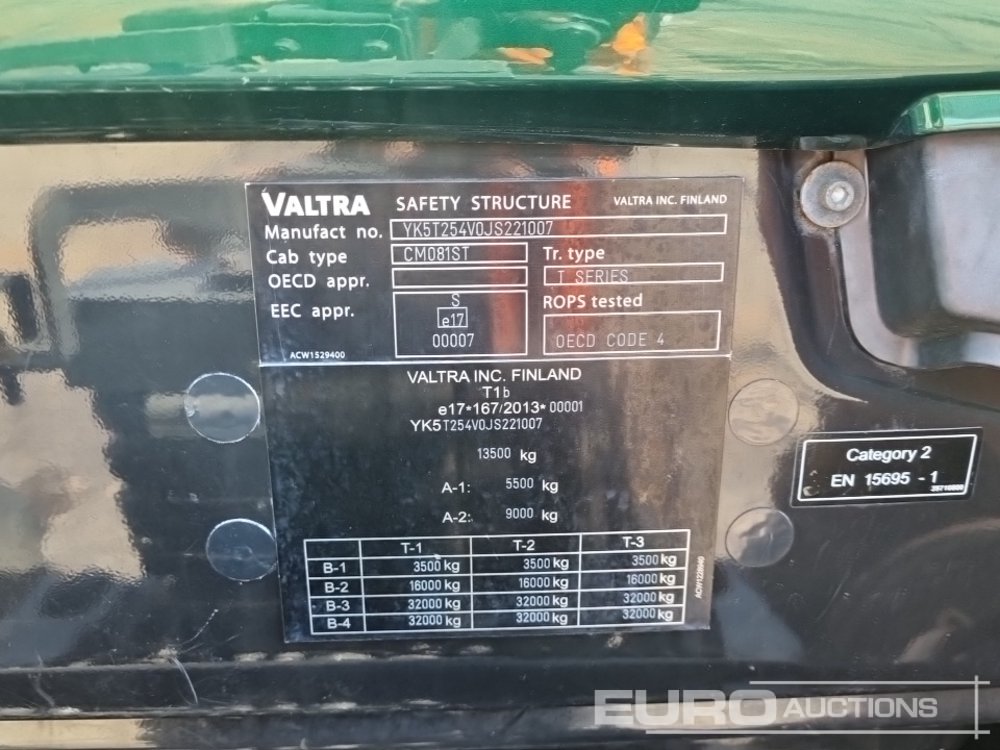 VALTRA SAFETY STRUCTURE VALTRA INC. FINLAND
Manufact no. YK5T254V0JS221007
Cab type CM081ST Tr. type
OECD appr. T SERIES
EEC appr. S ROPS tested
e17
00007 OECD CODE 4
ACW1529400
VALTRA INC. FINLAND
T1b
e17*167/2013*00001
YK5T254V0JS221007
13500 kg
A-1: 5500 kg
A-2: 9000 kg
T-1 T-2 T-3
B-1 3500 kg 3500 kg 3500 kg
B-2 16000 kg 16000 kg 16000 kg
B-3 32000 kg 32000 kg 32000 kg
B-4 32000 kg 32000 kg 32000 kg
Category 2
EN 15695 - 1
EURO AUCTIONS